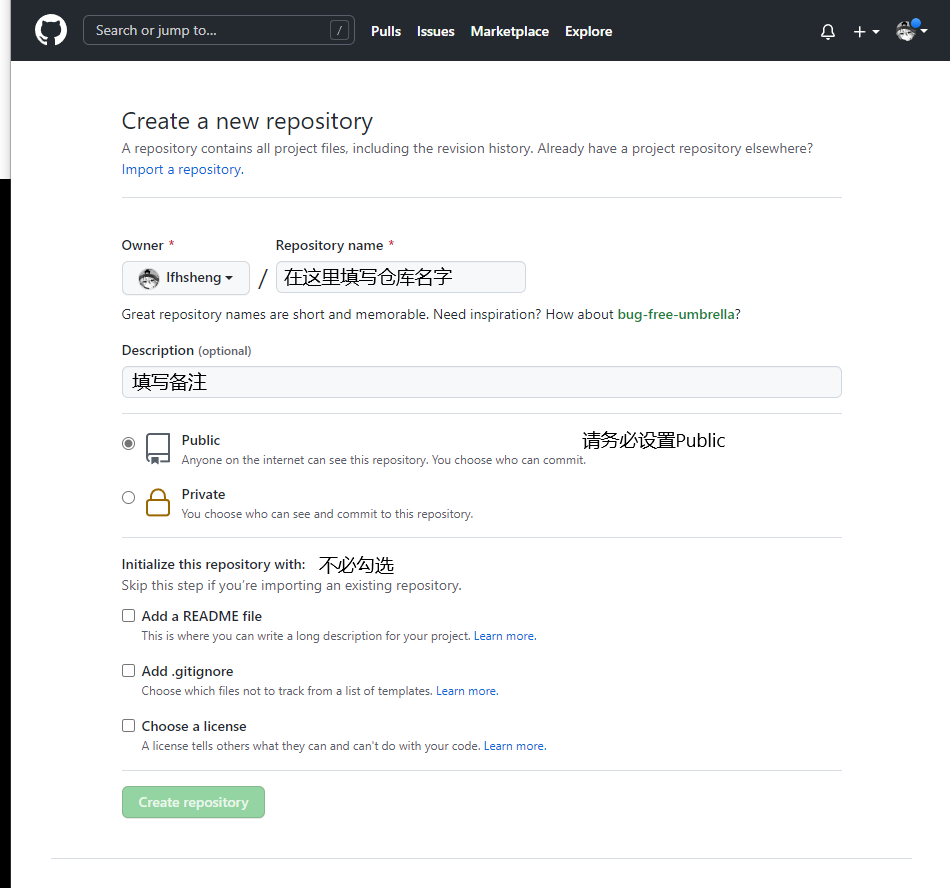 Search or jump to... /
Pulls Issues Marketplace Explore
Create a new repository
A repository contains all project files, including the revision history. Already have a project repository elsewhere?
Import a repository.
Owner * Repository name *
lfhsheng / 在这里填写仓库名字
Great repository names are short and memorable. Need inspiration? How about bug-free-umbrella?
Description (optional)
填写备注
Public 请务必设置Public
Anyone on the internet can see this repository. You choose who can commit.
Private
You choose who can see and commit to this repository.
Initialize this repository with: 不必勾选
Skip this step if you’re importing an existing repository.
Add a README file
This is where you can write a long description for your project. Learn more.
Add .gitignore
Choose which files not to track from a list of templates. Learn more.
Choose a license
A license tells others what they can and can't do with your code. Learn more.
Create repository